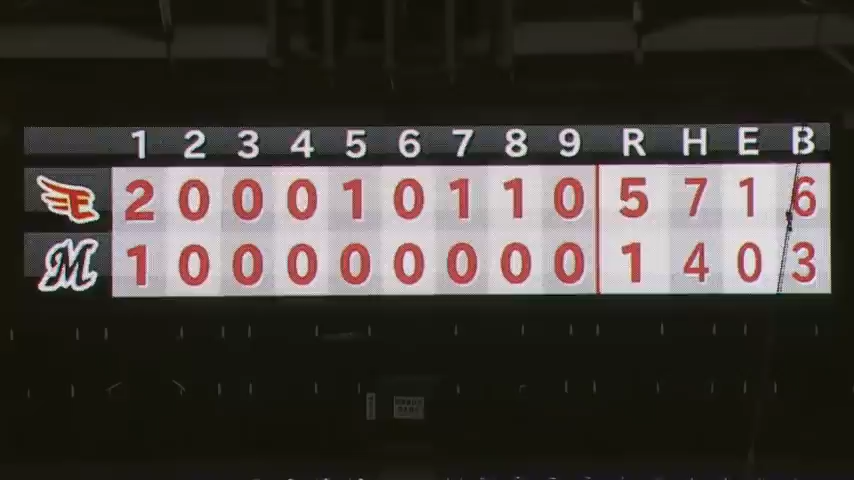 1 2 3 4 5 6 7 8 9 R H E B
E 2 0 0 0 1 0 1 1 0 5 7 1 6
M 1 0 0 0 0 0 0 0 0 1 4 0 3